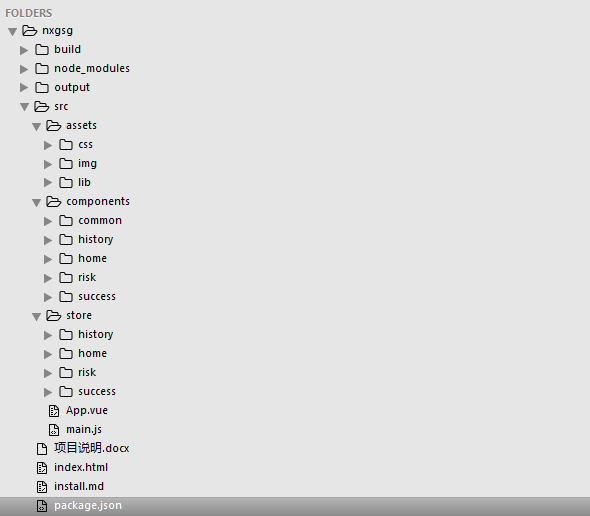 FOLDERS
nxgsg
build
node_modules
output
src
assets
css
img
lib
components
common
history
home
risk
success
store
history
home
risk
success
App.vue
main.js
项目说明.docx
index.html
install.md
package.json